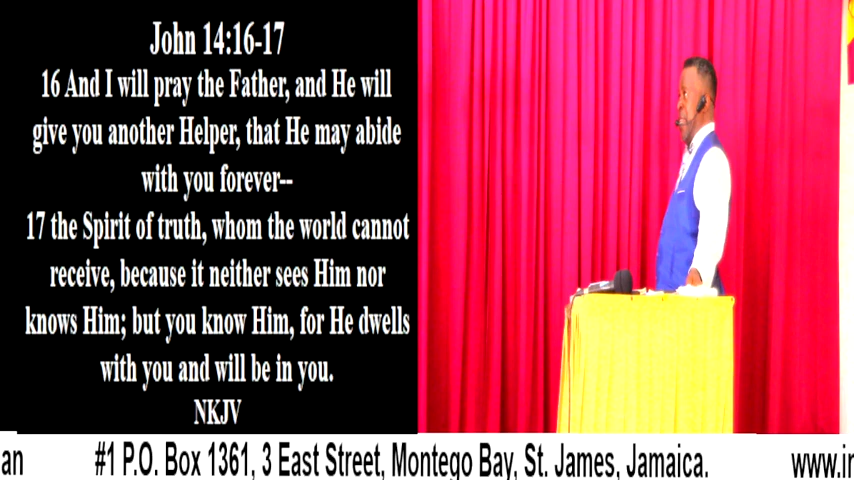 John 14:16-17
16 And I will pray the Father, and He will
give you another Helper, that He may abide
with you forever--
17 the Spirit of truth, whom the world cannot
receive, because it neither sees Him nor
knows Him; but you know Him, for He dwells
with you and will be in you.
NKJV
an #1 P.O. Box 1361, 3 East Street, Montego Bay, St. James, Jamaica. www.ir